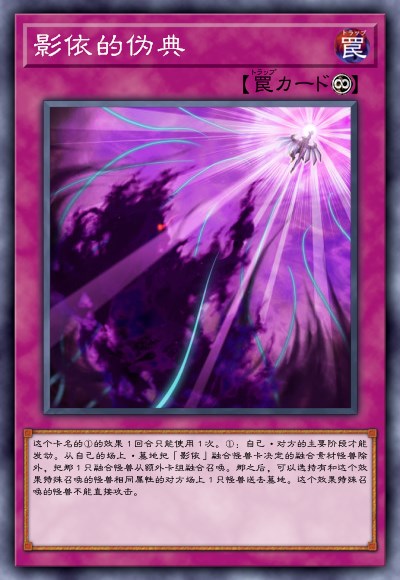 影依的伪典
罠
トラップ
【罠カード】
トラップ
这个卡名的①的效果1回合只能使用1次。①:自己·对方的主要阶段才能
发动。从自己的场上·墓地把「影依」融合怪兽卡决定的融合素材怪兽除
外,把那1只融合怪兽从额外卡组融合召唤。那之后,可以选持有和这个效
果特殊召唤的怪兽相同属性的对方场上1只怪兽送去墓地。这个效果特殊召
唤的怪兽不能直接攻击。